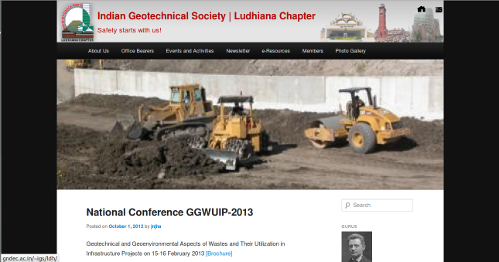 Indian Geotechnical Society | Ludhiana Chapter
Safety starts with us!
About Us Office Bearers Events and Activities Newsletter e-Resources Members Photo Gallery
National Conference GGWUIP-2013
Posted on October 1, 2012 by jnjha
Search
Geotechnical and Geoenvironmental Aspects of Wastes and Their Utilization in
Infrastructure Projects on 15-16 February 2013 [Brochure]
GURUS
gndec.ac.in/~igs/ldh/